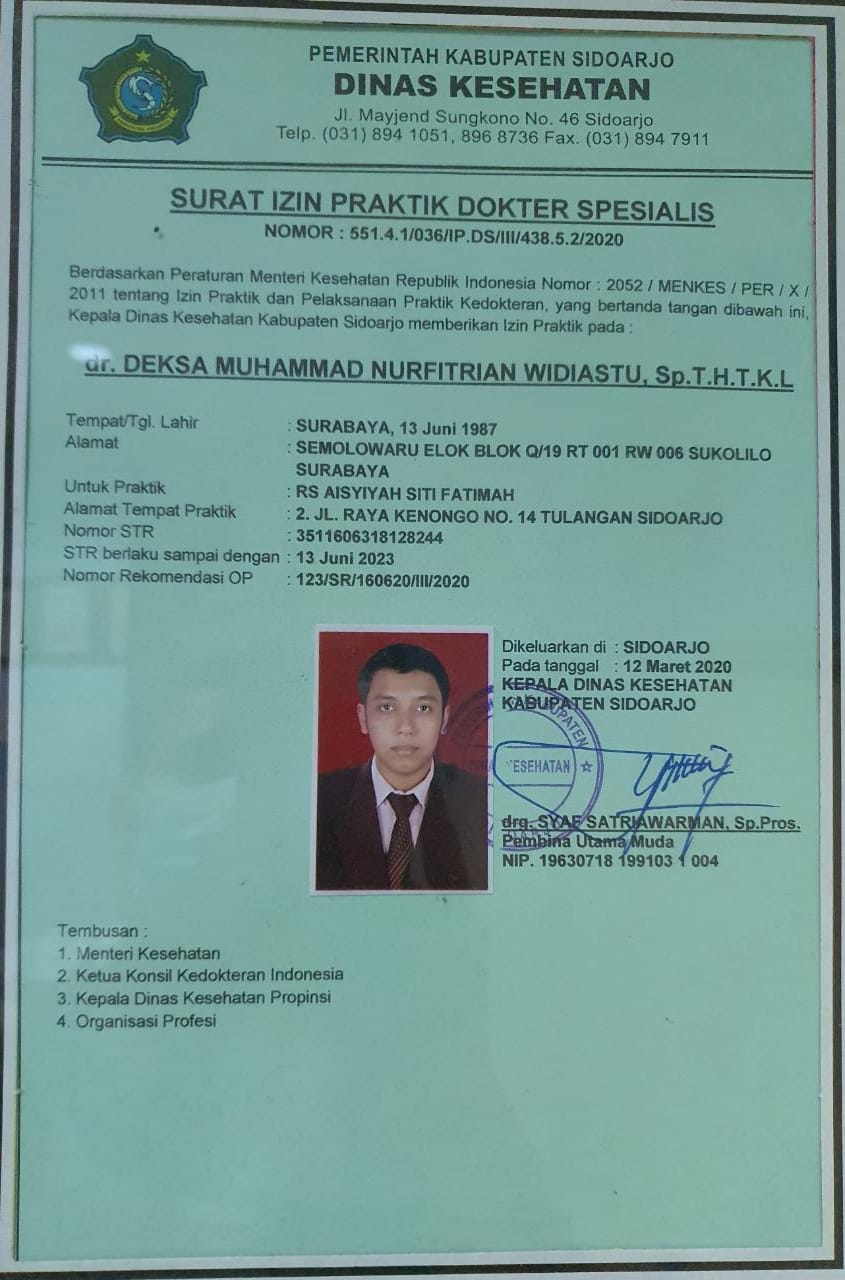 PEMERINTAH KABUPATEN SIDOARJO
DINAS KESEHATAN
Jl. Mayjend Sungkono No. 46 Sidoarjo
Telp. (031) 894 1051, 896 8736 Fax. (031) 894 7911
SURAT IZIN PRAKTIK DOKTER SPESIALIS
NOMOR : 551.4.1/036/IP.DS/III/438.5.2/2020
Berdasarkan Peraturan Menteri Kesehatan Republik Indonesia Nomor : 2052 / MENKES / PER / X /
2011 tentang Izin Praktik dan Pelaksanaan Praktik Kedokteran, yang bertanda tangan dibawah ini,
Kepala Dinas Kesehatan Kabupaten Sidoarjo memberikan Izin Praktik pada :
dr. DEKSA MUHAMMAD NURFITRIAN WIDIASTU, Sp.T.H.T.K.L
Tempat/Tgl. Lahir : SURABAYA, 13 Juni 1987
Alamat : SEMOLOWARU ELOK BLOK Q/19 RT 001 RW 006 SUKOLILO
SURABAYA
Untuk Praktik : RS AISYIYAH SITI FATIMAH
Alamat Tempat Praktik : 2. JL. RAYA KENONGO NO. 14 TULANGAN SIDOARJO
Nomor STR : 3511606318128244
STR berlaku sampai dengan : 13 Juni 2023
Nomor Rekomendasi OP : 123/SR/160620/III/2020
Dikeluarkan di : SIDOARJO
Pada tanggal : 12 Maret 2020
KEPALA DINAS KESEHATAN
KABUPATEN SIDOARJO
KABUPATEN
KESEHATAN
drg. SYAF SATRIAWARMAN, Sp.Pros.
Pembina Utama Muda
NIP. 19630718 199103 1 004
Tembusan :
1. Menteri Kesehatan
2. Ketua Konsil Kedokteran Indonesia
3. Kepala Dinas Kesehatan Propinsi
4. Organisasi Profesi